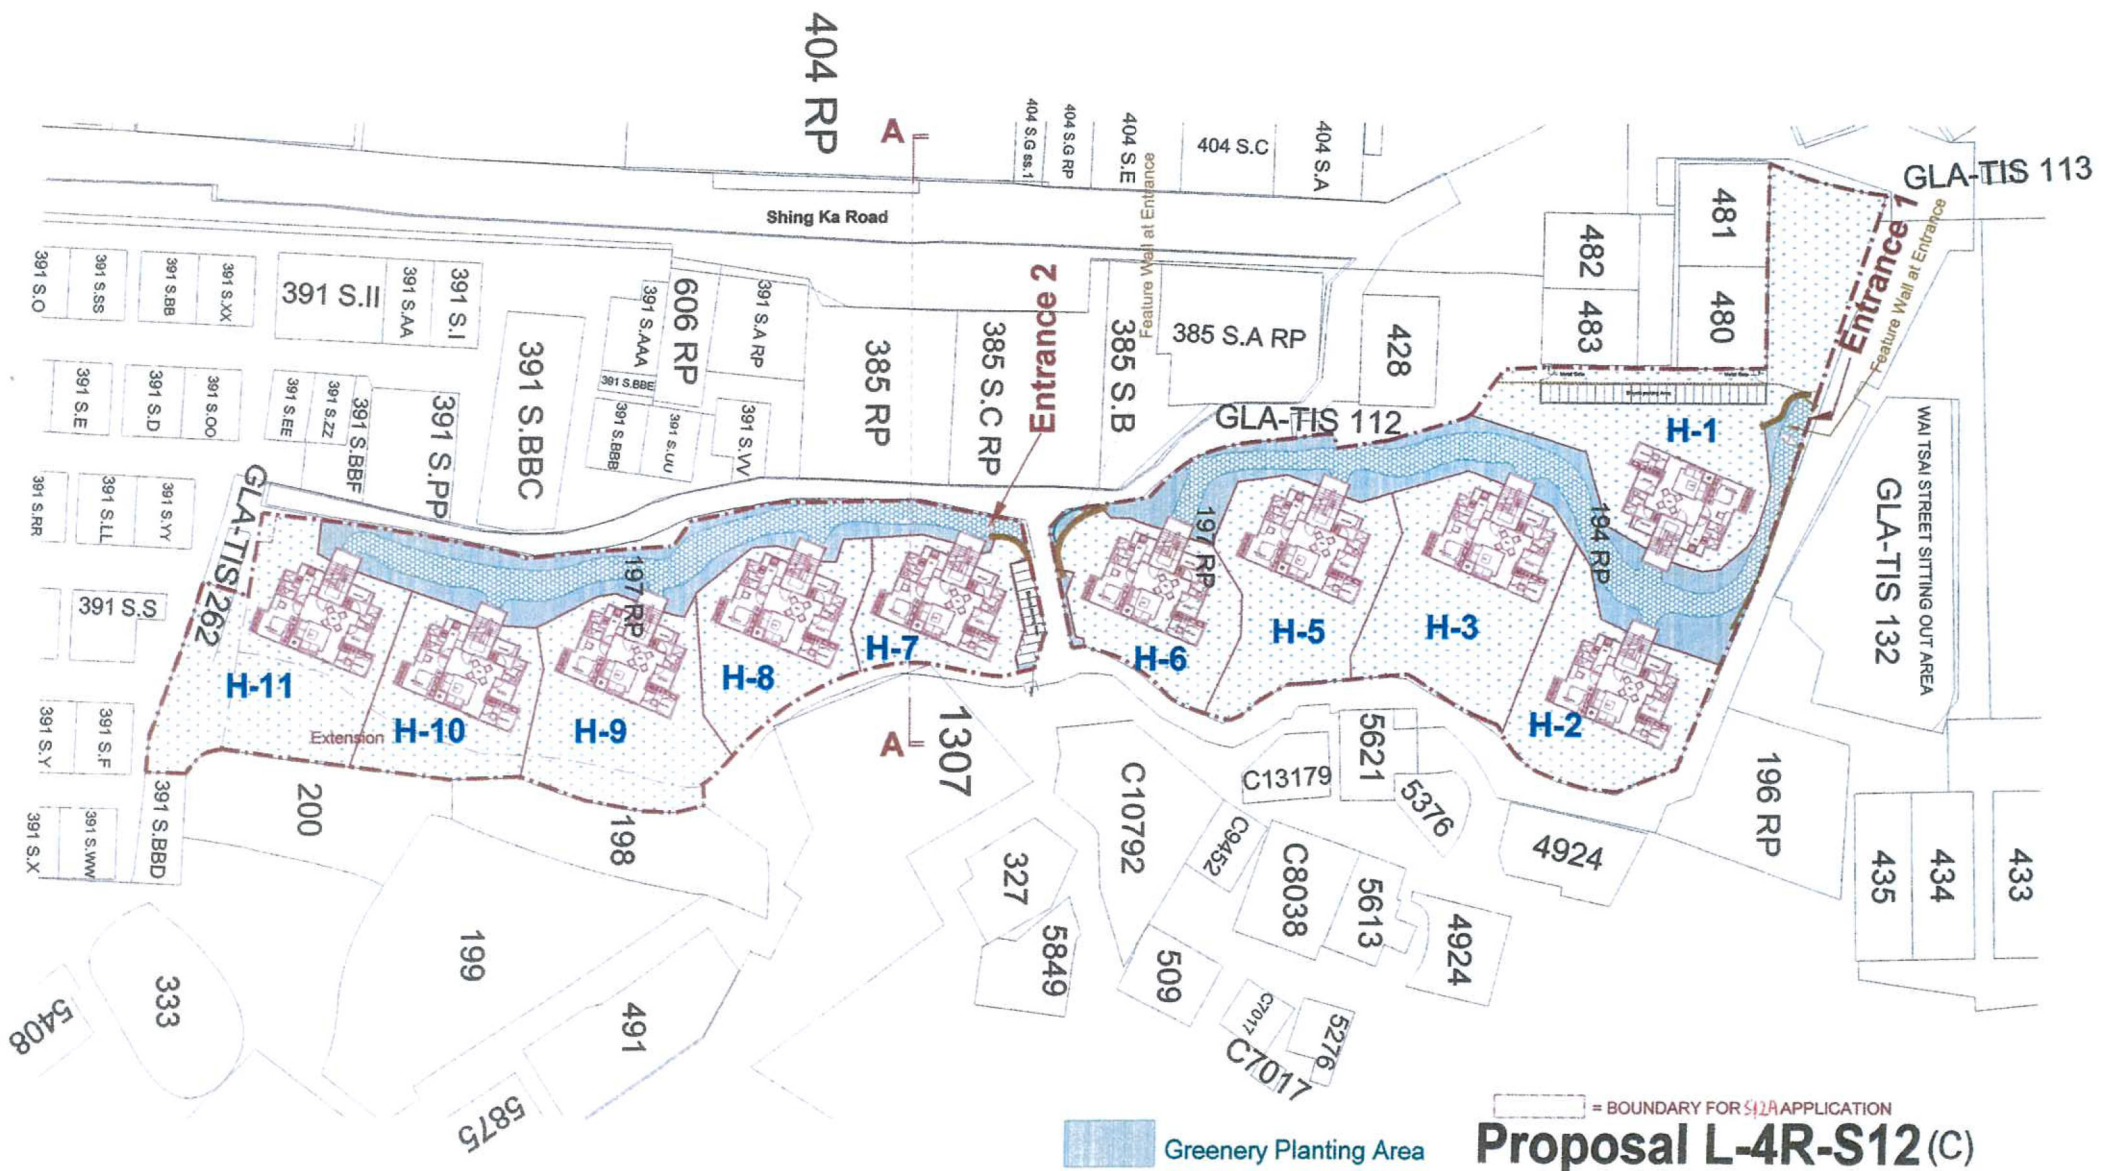 404 RP
A
404 S.G ss.1
404 S.G RP
404 S.E
404 S.C
404 S.A
Feature Wall at Entrance
GLA-TIS 113
Shing Ka Road
481
482
480
483
Entrance 1
Feature Wall at Entrance
391 S.O
391 S.SS
391 S.BB
391 S.XX
391 S.II
391 S.AA
391 S.I
391 S.AAA
606 RP
391 S.A RP
391 S.BBE
391 S.BBC
385 RP
385 S.C RP
Entrance 2
385 S.B
385 S.A RP
428
391 S.E
391 S.D
391 S.OO
391 S.EE
391 S.ZZ
391 S.BBF
391 S.PP
391 S.BBB
391 S.UU
391 S.VV
GLA-TIS 112
H-1
WAI TSAI STREET SITTING OUT AREA
GLA-TIS 132
391 S.RR
391 S.LL
391 S.YY
GLA-TIS 262
197 RP
197 RP
194 RP
391 S.S
H-11
H-10
H-9
H-8
H-7
H-6
H-5
H-3
H-2
Extension
391 S.Y
391 S.F
391 S.X
391 S.WW
391 S.BBD
200
198
A
1307
C10792
C13179
5621
5376
4924
196 RP
435
434
433
C9452
C8038
5613
4924
327
5849
509
C7017
C7017
5276
199
333
5408
491
5875
= BOUNDARY FOR S12A APPLICATION
Greenery Planting Area
Proposal L-4R-S12 (C)